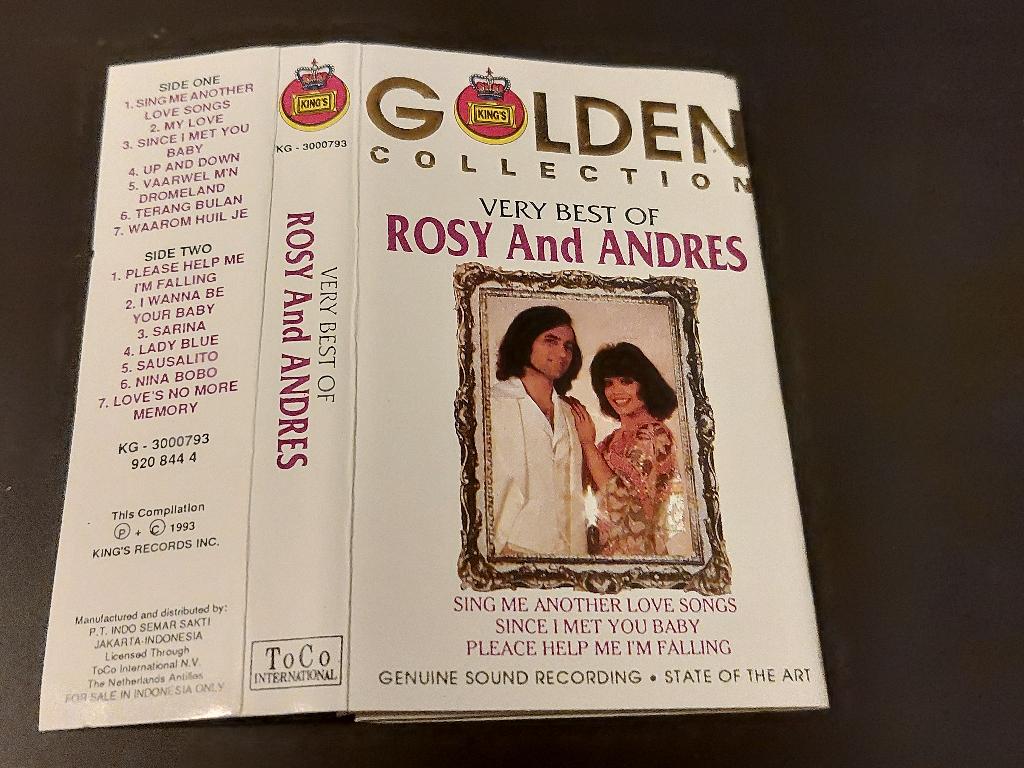 SIDE ONE
1. SING ME ANOTHER
LOVE SONGS
2. MY LOVE
3. SINCE I MET YOU
BABY
4. UP AND DOWN
5. VAARWEL M'N
DROMELAND
6. TERANG BULAN
7. WAAROM HUIL JE
SIDE TWO
1. PLEASE HELP ME
I'M FALLING
2. I WANNA BE
YOUR BABY
3. SARINA
4. LADY BLUE
5. SAUSALITO
6. NINA BOBO
7. LOVE'S NO MORE
MEMORY
KG - 3000793
920 844 4
This Compilation
Ⓟ + © 1993
KING'S RECORDS INC.
Manufactured and distributed by:
P.T. INDO SEMAR SAKTI
JAKARTA-INDONESIA
Licensed Through
ToCo International N.V.
The Netherlands Antilles
FOR SALE IN INDONESIA ONLY
KING'S
KG - 3000793
VERY BEST OF
ROSY And ANDRES
ToCo
INTERNATIONAL
GOLDEN
KING'S
COLLECTION
VERY BEST OF
ROSY And ANDRES
SING ME ANOTHER LOVE SONGS
SINCE I MET YOU BABY
PLEACE HELP ME I'M FALLING
GENUINE SOUND RECORDING • STATE OF THE ART